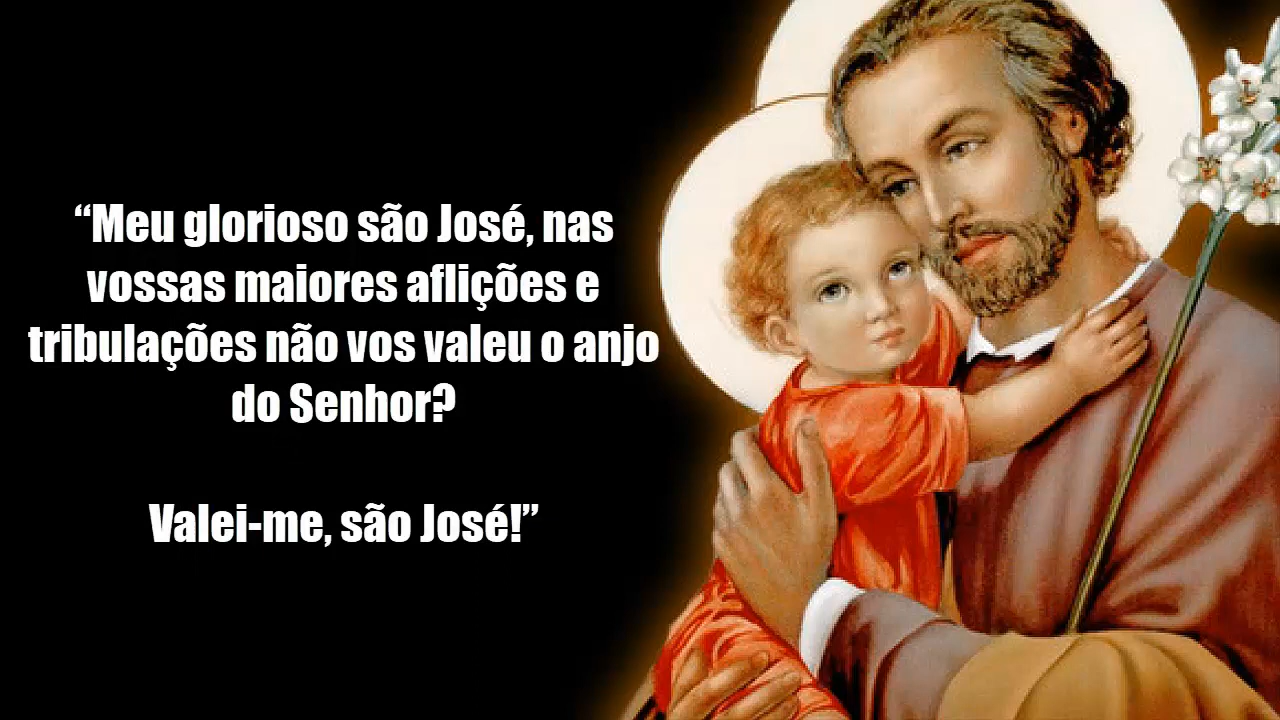 “Meu glorioso são José, nas
vossas maiores aflições e
tribulações não vos valeu o anjo
do Senhor?
Valei-me, são José!”